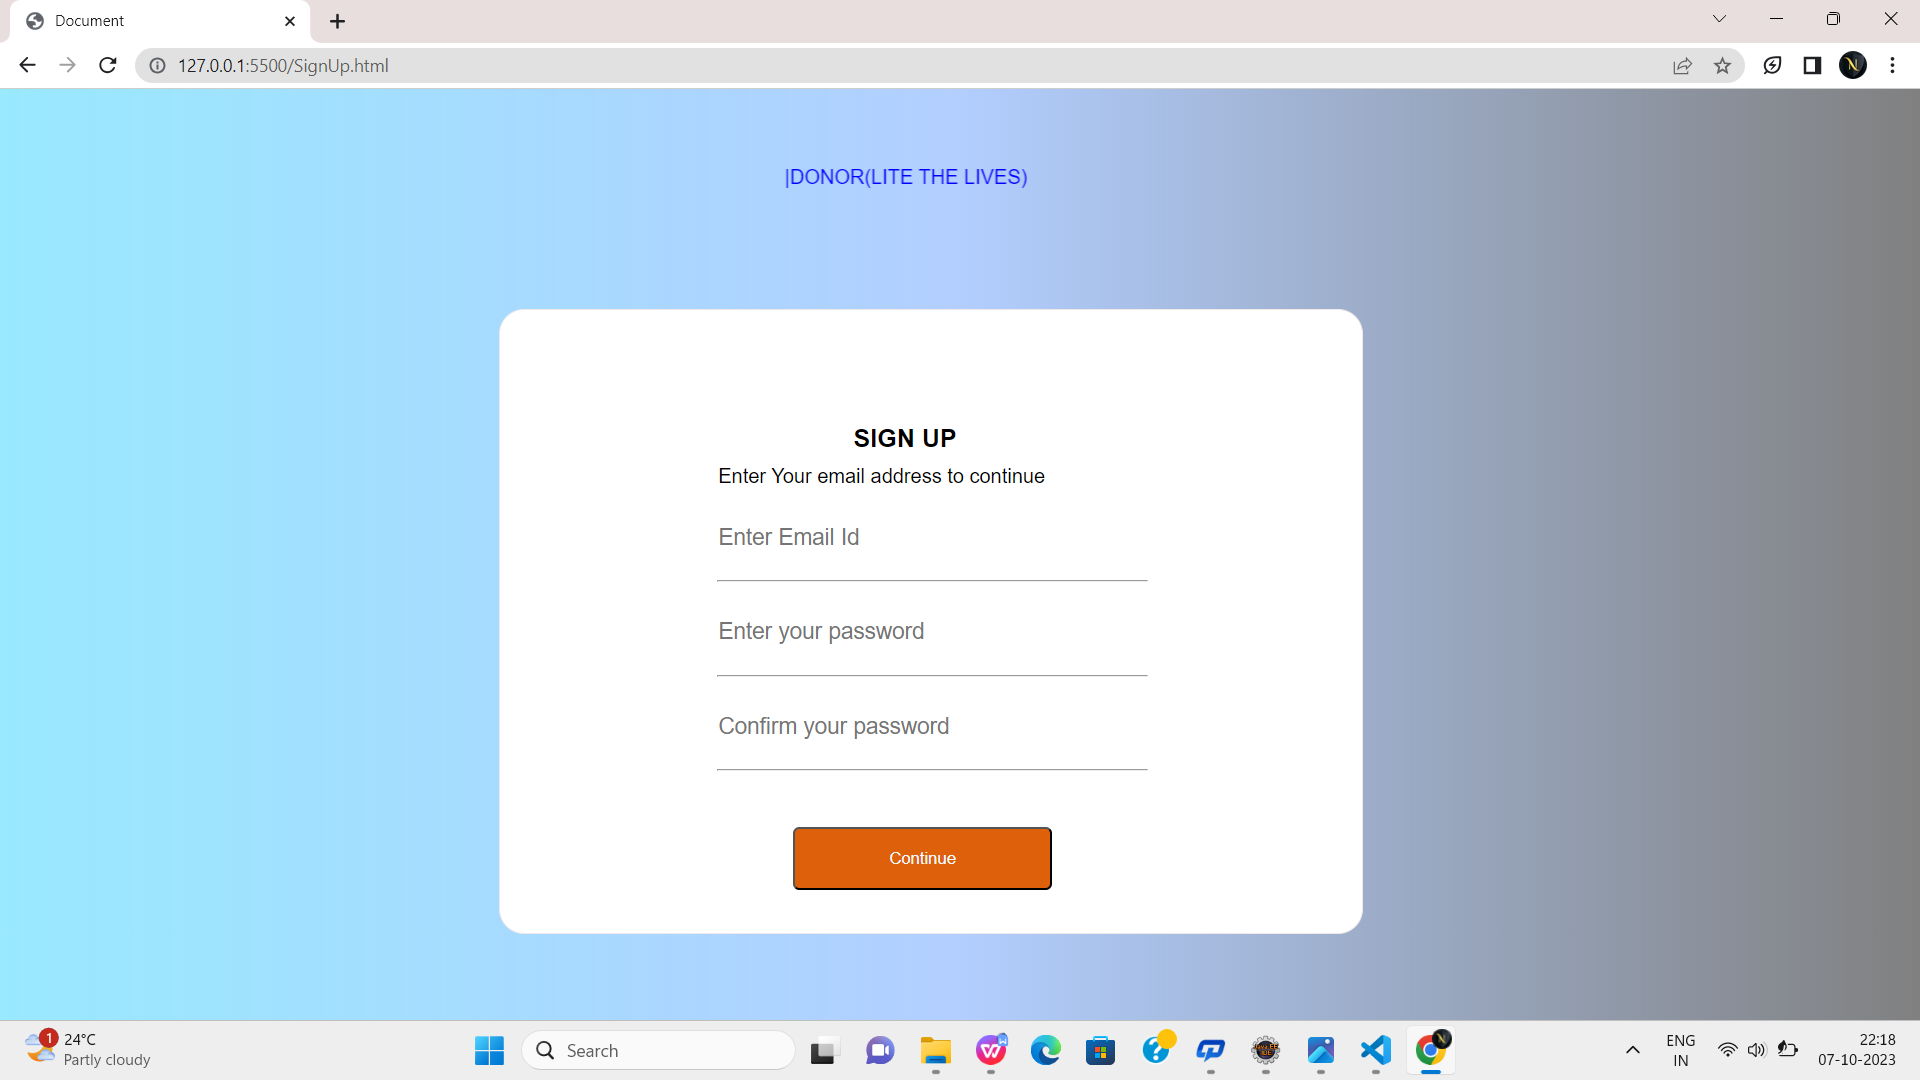 Document
127.0.0.1:5500/SignUp.html
N
|DONOR(LITE THE LIVES)
SIGN UP
Enter Your email address to continue
Enter Email Id
Enter your password
Confirm your password
Continue
1
24°C
Partly cloudy
Search
ENG
IN
22:18
07-10-2023